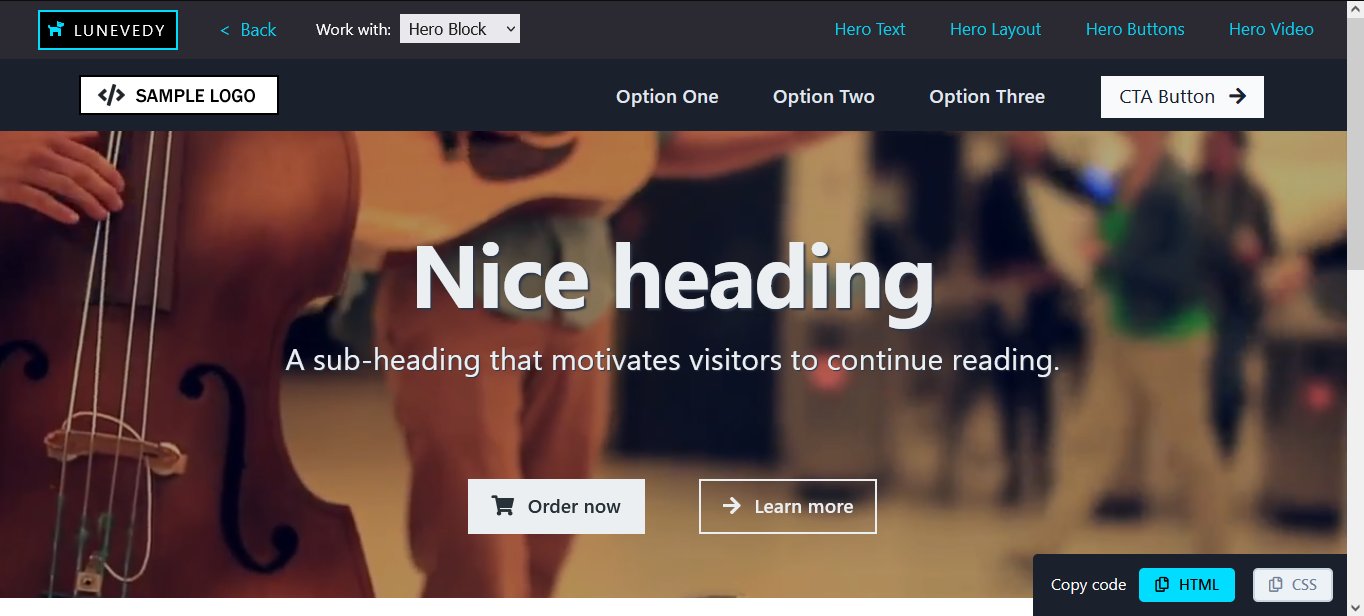 LUNEVEDY < Back Work with: Hero Block Hero Text Hero Layout Hero Buttons Hero Video
SAMPLE LOGO Option One Option Two Option Three CTA Button
Nice heading
A sub-heading that motivates visitors to continue reading.
Order now Learn more
Copy code HTML CSS